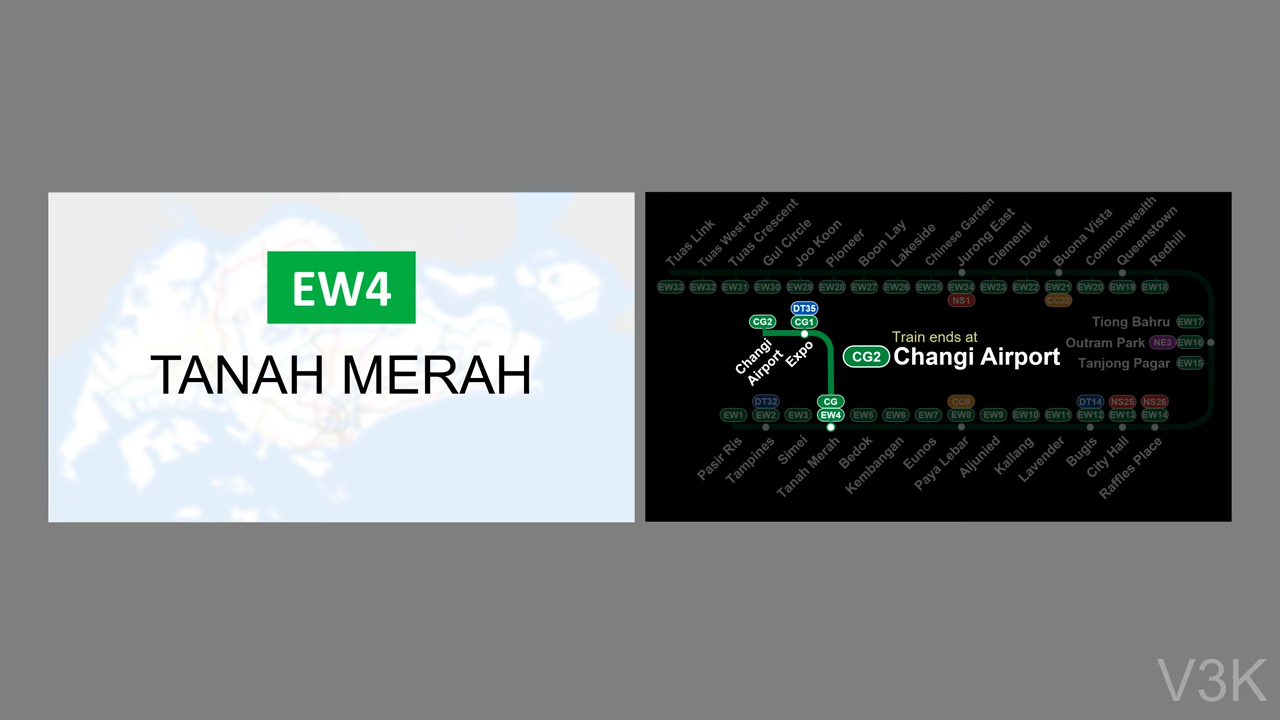 EW4
TANAH MERAH
Tuas Link
Tuas West Road
Tuas Crescent
Gul Circle
Joo Koon
Pioneer
Boon Lay
Lakeside
Chinese Garden
Jurong East
Clementi
Dover
Buona Vista
Commonwealth
Queenstown
Redhill
EW33 EW32 EW31 EW30 EW29 EW28 EW27 EW26 EW25 EW24 EW23 EW22 EW21 EW20 EW19 EW18
NS1 CC22
DT35
CG2 CG1
Changi Airport
Expo
Train ends at
CG2 Changi Airport
Tiong Bahru EW17
Outram Park NE3 EW16
Tanjong Pagar EW15
DT32 CG CC9 DT14 NS25 NS26
EW1 EW2 EW3 EW4 EW5 EW6 EW7 EW8 EW9 EW10 EW11 EW12 EW13 EW14
Pasir Ris
Tampines
Simei
Tanah Merah
Bedok
Kembangan
Eunos
Paya Lebar
Aljunied
Kallang
Lavender
Bugis
City Hall
Raffles Place
V3K